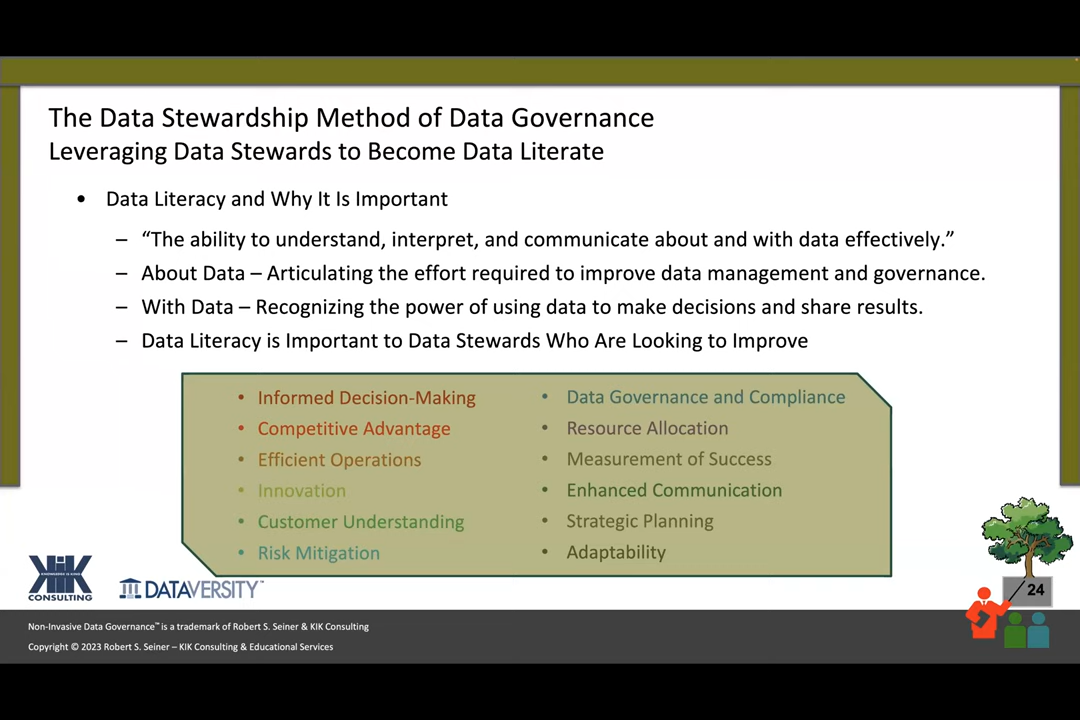 The Data Stewardship Method of Data Governance
Leveraging Data Stewards to Become Data Literate
• Data Literacy and Why It Is Important
– “The ability to understand, interpret, and communicate about and with data effectively.”
– About Data – Articulating the effort required to improve data management and governance.
– With Data – Recognizing the power of using data to make decisions and share results.
– Data Literacy is Important to Data Stewards Who Are Looking to Improve
• Informed Decision-Making
• Competitive Advantage
• Efficient Operations
• Innovation
• Customer Understanding
• Risk Mitigation
• Data Governance and Compliance
• Resource Allocation
• Measurement of Success
• Enhanced Communication
• Strategic Planning
• Adaptability
KIK
KNOWLEDGE IS KING
CONSULTING
DATAVERSITY™
24
Non-Invasive Data Governance™ is a trademark of Robert S. Seiner & KIK Consulting
Copyright © 2023 Robert S. Seiner – KIK Consulting & Educational Services